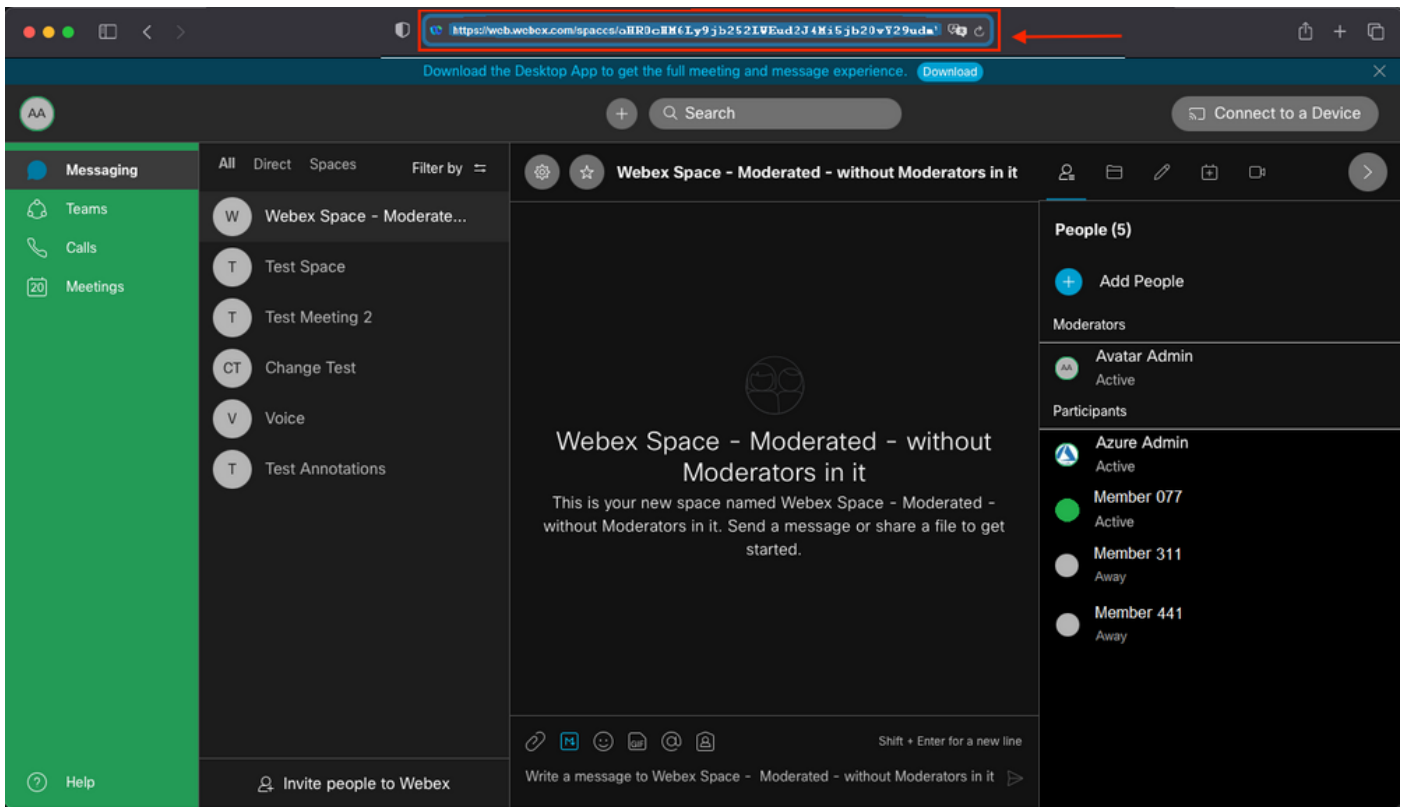 https://web.webex.com/spaces/
Download the Desktop App to get the full meeting and message experience. Download
AA
Search
Connect to a Device
Messaging
Teams
Calls
20 Meetings
Help
All Direct Spaces Filter by
W Webex Space - Moderate...
T Test Space
T Test Meeting 2
CT Change Test
V Voice
T Test Annotations
Invite people to Webex
Webex Space - Moderated - without Moderators in it
Webex Space - Moderated - without
Moderators in it
This is your new space named Webex Space - Moderated -
without Moderators in it. Send a message or share a file to get
started.
GIF
Shift + Enter for a new line
Write a message to Webex Space - Moderated - without Moderators in it
People (5)
Add People
Moderators
AA Avatar Admin
Active
Participants
Azure Admin
Active
Member 077
Active
Member 311
Away
Member 441
Away